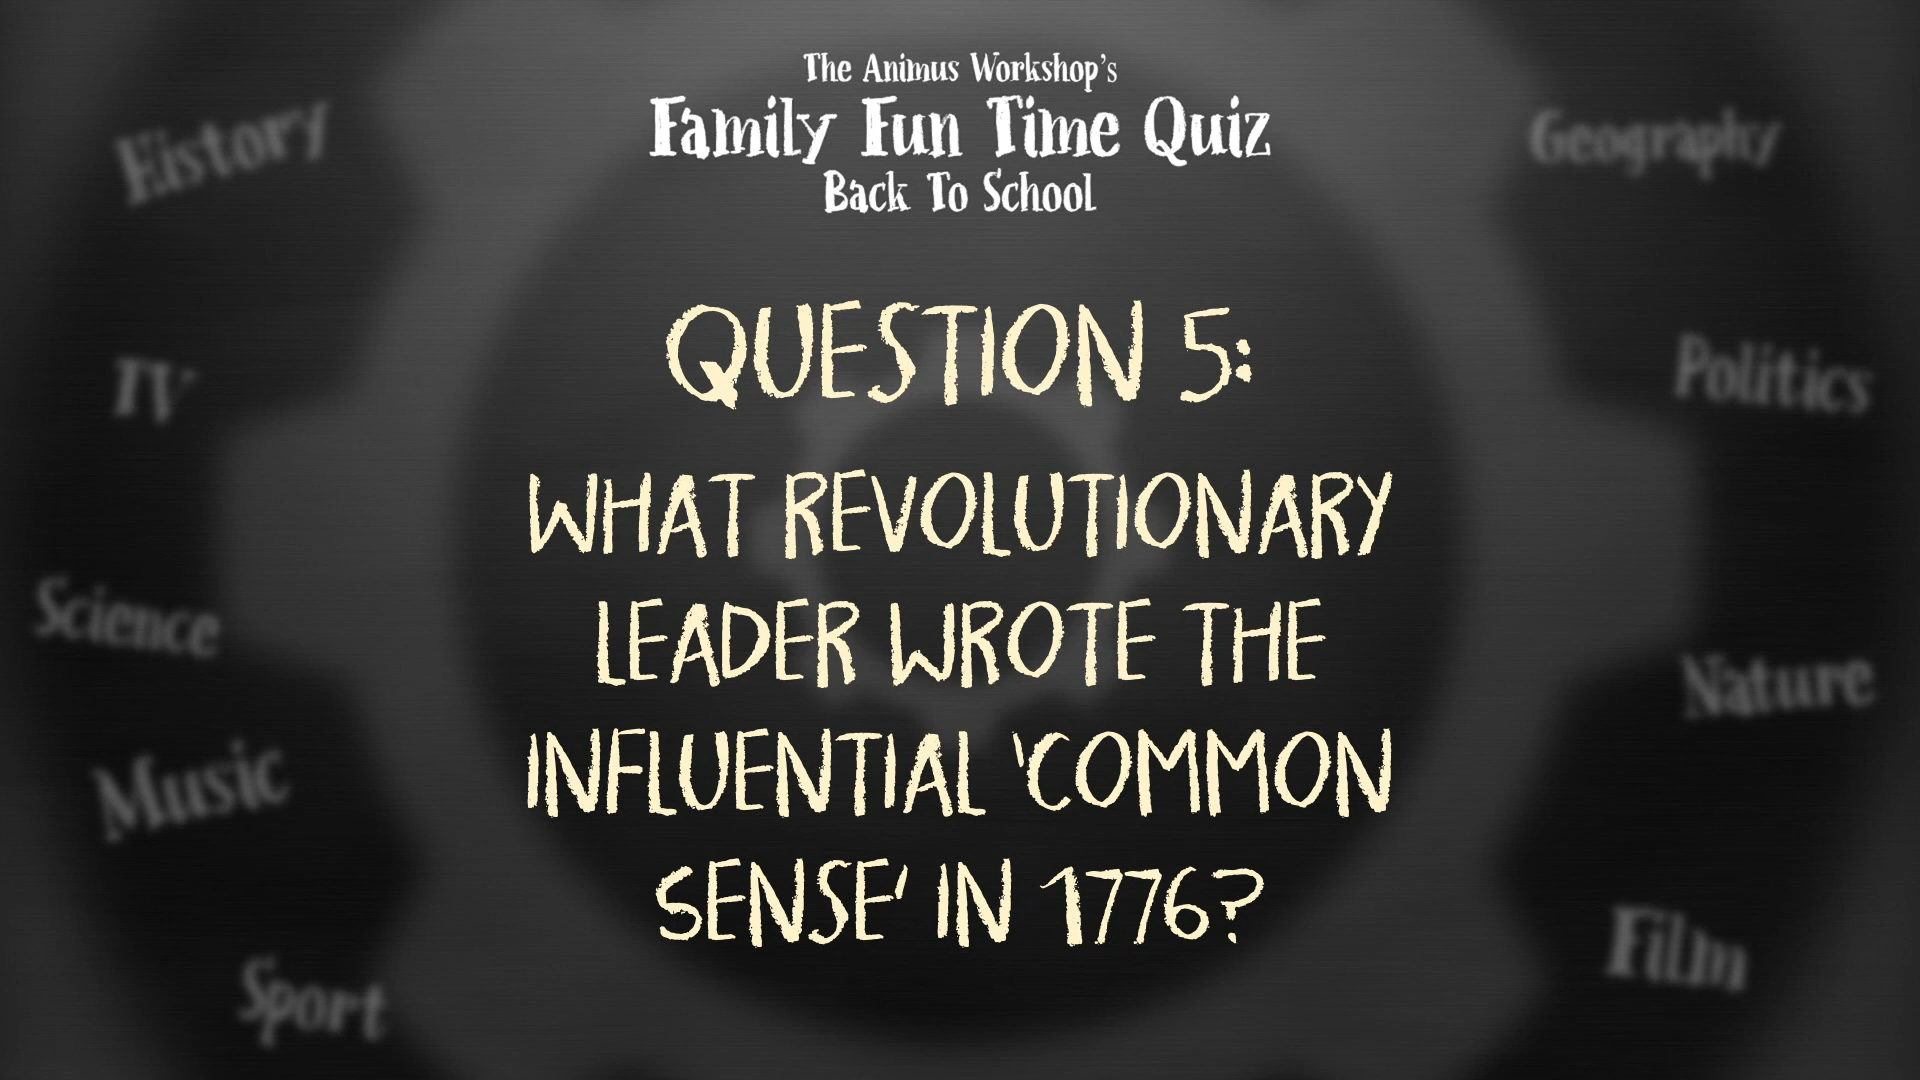 The Animus Workshop's
Family Fun Time Quiz
Back To School
History
Geography
TV
Politics
Science
Nature
Music
Film
Sport
QUESTION 5:
WHAT REVOLUTIONARY
LEADER WROTE THE
INFLUENTIAL 'COMMON
SENSE' IN 1776?